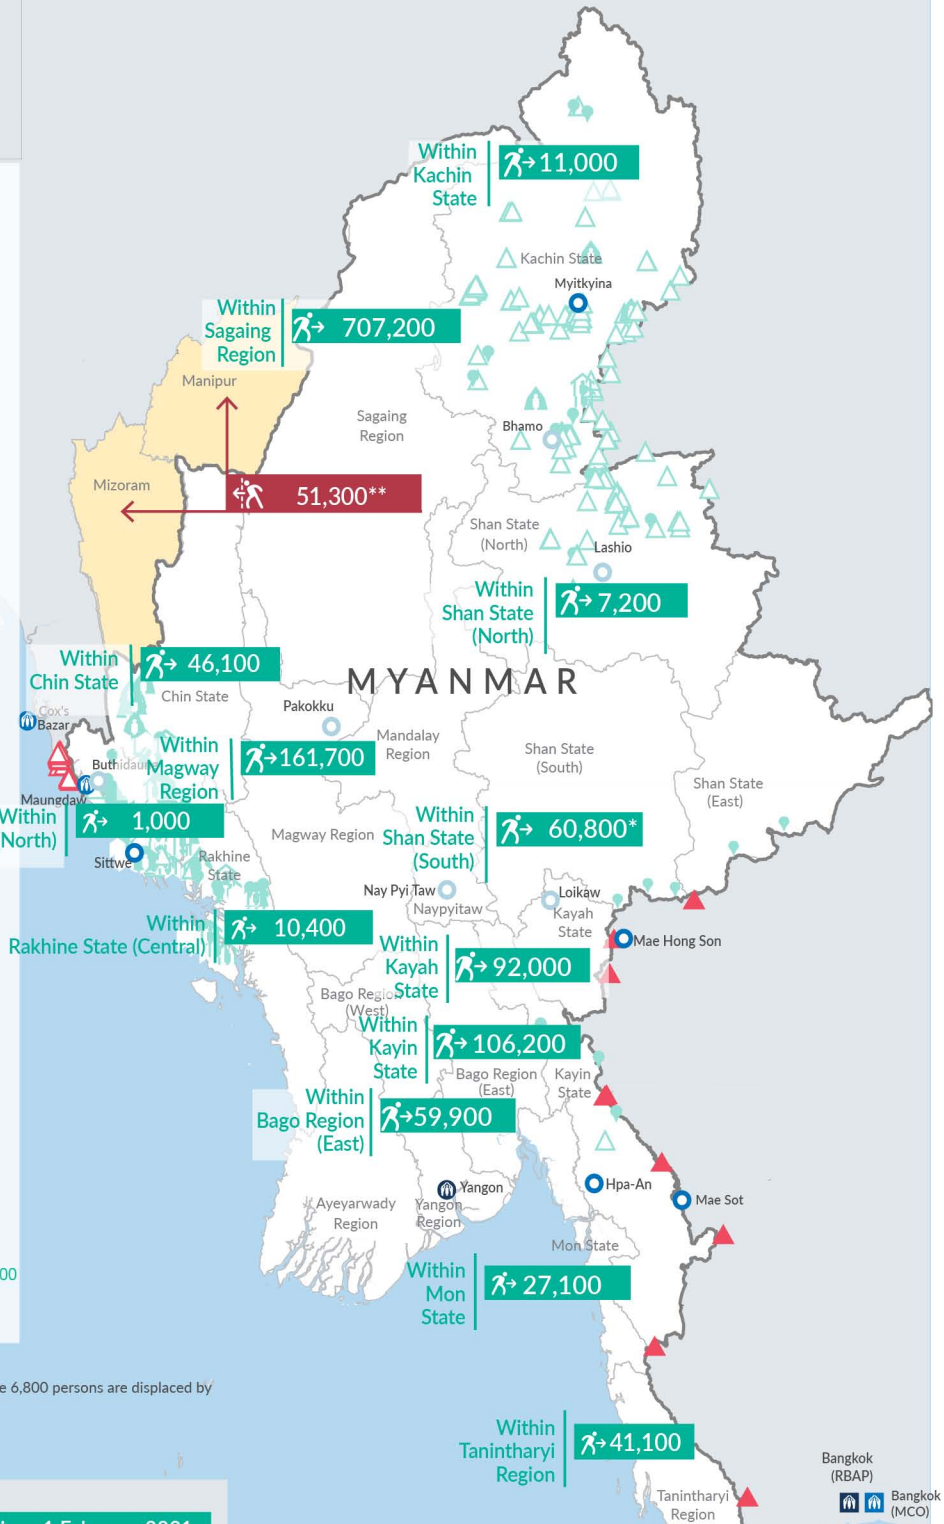 Within
Kachin
State
11,000
Kachin State
Myitkyina
Within
Sagaing
Region
707,200
Manipur
Sagaing
Region
Bhamo
Mizoram
51,300**
Shan State
(North)
Lashio
Within
Shan State
(North)
7,200
Within
Chin State
46,100
MYANMAR
Chin State
Cox's
Bazar
Pakokku
Mandalay
Region
Within
Magway
Region
161,700
Shan State
(South)
Shan State
(East)
Maungdaw
Within
North)
1,000
Magway Region
Within
Shan State
(South)
60,800*
Sittwe
Rakhine
State
Nay Pyi Taw
Naypyitaw
Loikaw
Kayah
State
Within
Rakhine State (Central)
10,400
Mae Hong Son
Within
Kayah
State
92,000
Bago Region
(West)
Within
Kayin
State
106,200
Bago Region
(East)
Kayin
State
Within
Bago Region
(East)
59,900
Hpa-An
Mae Sot
Yangon
Ayeyarwady
Region
Yangon
Region
Mon State
00
Within
Mon
State
27,100
e 6,800 persons are displaced by
Within
Tanintharyi
Region
41,100
Bangkok
(RBAP)
Tanintharyi
Region
Bangkok
(MCO)